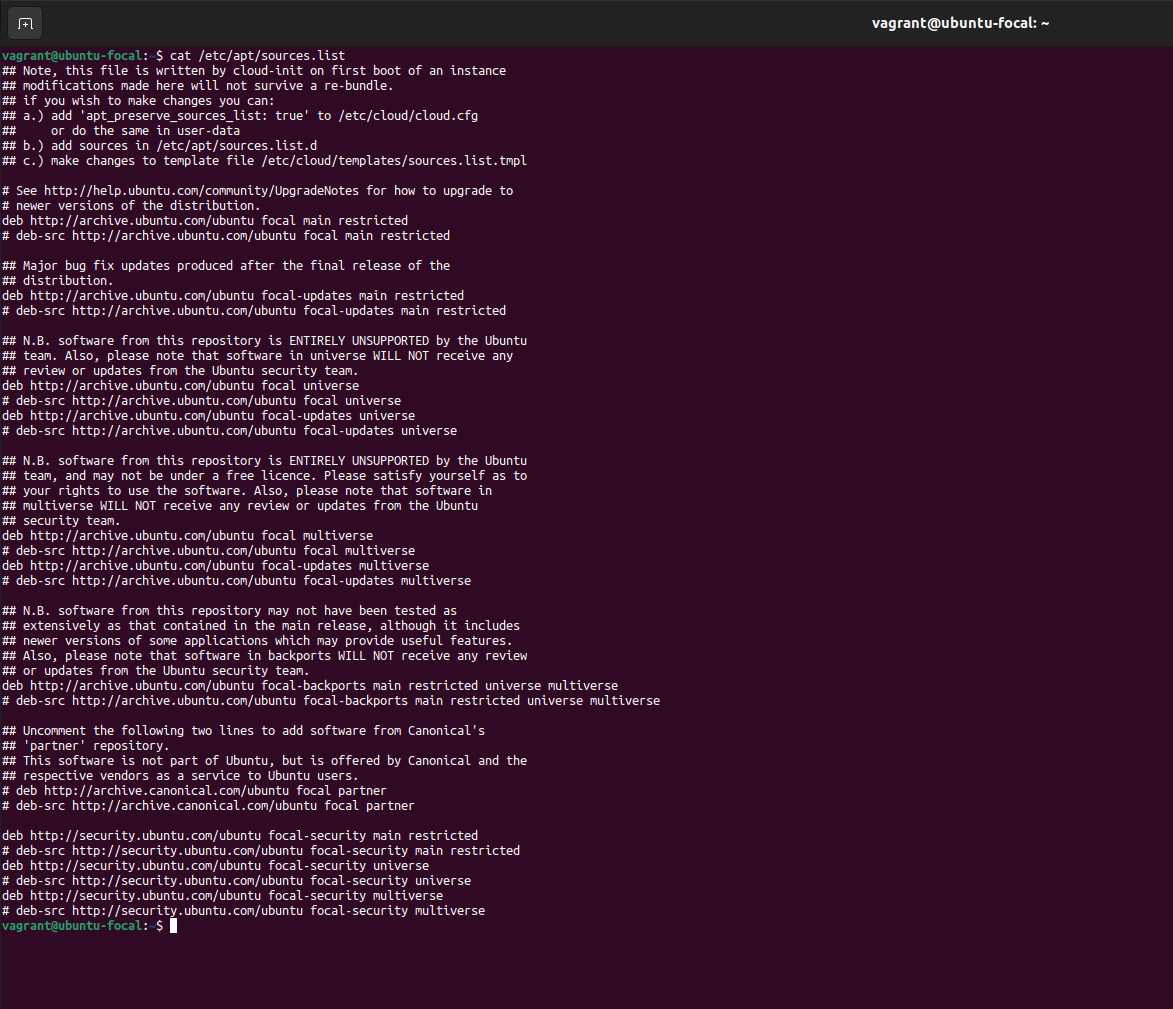 vagrant@ubuntu-focal: ~
vagrant@ubuntu-focal:~$ cat /etc/apt/sources.list
## Note, this file is written by cloud-init on first boot of an instance
## modifications made here will not survive a re-bundle.
## if you wish to make changes you can:
## a.) add 'apt_preserve_sources_list: true' to /etc/cloud/cloud.cfg
##     or do the same in user-data
## b.) add sources in /etc/apt/sources.list.d
## c.) make changes to template file /etc/cloud/templates/sources.list.tmpl

# See http://help.ubuntu.com/community/UpgradeNotes for how to upgrade to
# newer versions of the distribution.
deb http://archive.ubuntu.com/ubuntu focal main restricted
# deb-src http://archive.ubuntu.com/ubuntu focal main restricted

## Major bug fix updates produced after the final release of the
## distribution.
deb http://archive.ubuntu.com/ubuntu focal-updates main restricted
# deb-src http://archive.ubuntu.com/ubuntu focal-updates main restricted

## N.B. software from this repository is ENTIRELY UNSUPPORTED by the Ubuntu
## team. Also, please note that software in universe WILL NOT receive any
## review or updates from the Ubuntu security team.
deb http://archive.ubuntu.com/ubuntu focal universe
# deb-src http://archive.ubuntu.com/ubuntu focal universe
deb http://archive.ubuntu.com/ubuntu focal-updates universe
# deb-src http://archive.ubuntu.com/ubuntu focal-updates universe

## N.B. software from this repository is ENTIRELY UNSUPPORTED by the Ubuntu
## team, and may not be under a free licence. Please satisfy yourself as to
## your rights to use the software. Also, please note that software in
## multiverse WILL NOT receive any review or updates from the Ubuntu
## security team.
deb http://archive.ubuntu.com/ubuntu focal multiverse
# deb-src http://archive.ubuntu.com/ubuntu focal multiverse
deb http://archive.ubuntu.com/ubuntu focal-updates multiverse
# deb-src http://archive.ubuntu.com/ubuntu focal-updates multiverse

## N.B. software from this repository may not have been tested as
## extensively as that contained in the main release, although it includes
## newer versions of some applications which may provide useful features.
## Also, please note that software in backports WILL NOT receive any review
## or updates from the Ubuntu security team.
deb http://archive.ubuntu.com/ubuntu focal-backports main restricted universe multiverse
# deb-src http://archive.ubuntu.com/ubuntu focal-backports main restricted universe multiverse

## Uncomment the following two lines to add software from Canonical's
## 'partner' repository.
## This software is not part of Ubuntu, but is offered by Canonical and the
## respective vendors as a service to Ubuntu users.
# deb http://archive.canonical.com/ubuntu focal partner
# deb-src http://archive.canonical.com/ubuntu focal partner

deb http://security.ubuntu.com/ubuntu focal-security main restricted
# deb-src http://security.ubuntu.com/ubuntu focal-security main restricted
deb http://security.ubuntu.com/ubuntu focal-security universe
# deb-src http://security.ubuntu.com/ubuntu focal-security universe
deb http://security.ubuntu.com/ubuntu focal-security multiverse
# deb-src http://security.ubuntu.com/ubuntu focal-security multiverse
vagrant@ubuntu-focal:~$